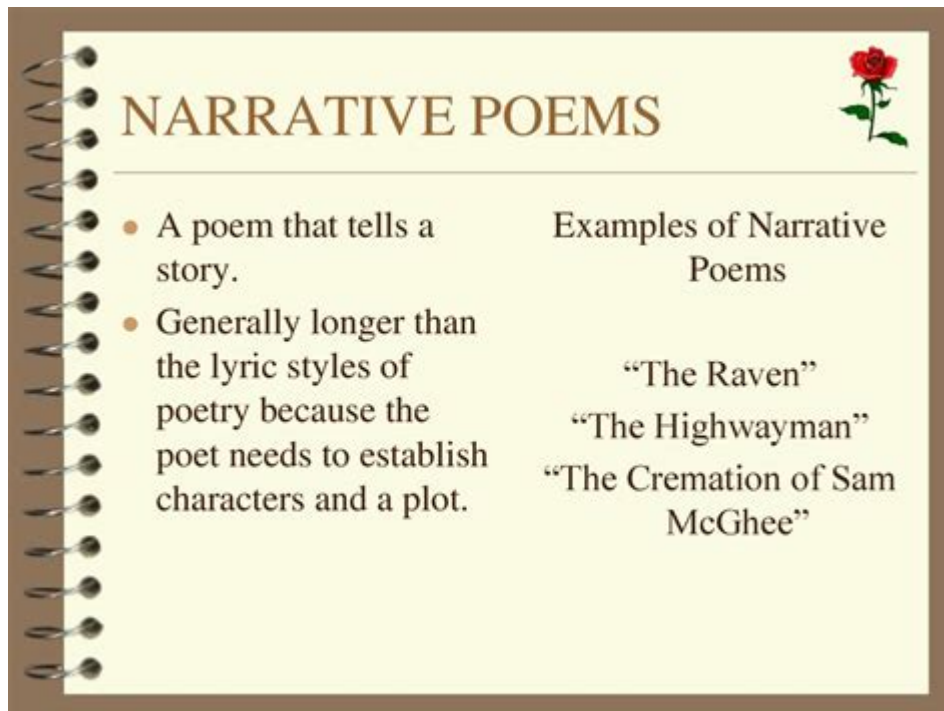 NARRATIVE POEMS
• A poem that tells a
story.
• Generally longer than
the lyric styles of
poetry because the
poet needs to establish
characters and a plot.
Examples of Narrative
Poems
“The Raven”
“The Highwayman”
“The Cremation of Sam
McGhee”